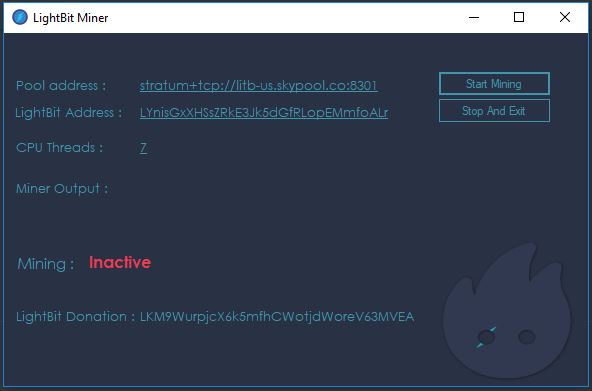 LightBit Miner
Pool address : stratum+tcp://litb-us.skypool.co:8301
Start Mining
LightBit Address : LYnisGxXHSsZRkE3Jk5dGfRLopEMmfoALr
Stop And Exit
CPU Threads : 7
Miner Output :
Mining : Inactive
LightBit Donation : LKM9WurpjcX6k5mfhCWotjdWoreV63MVEA